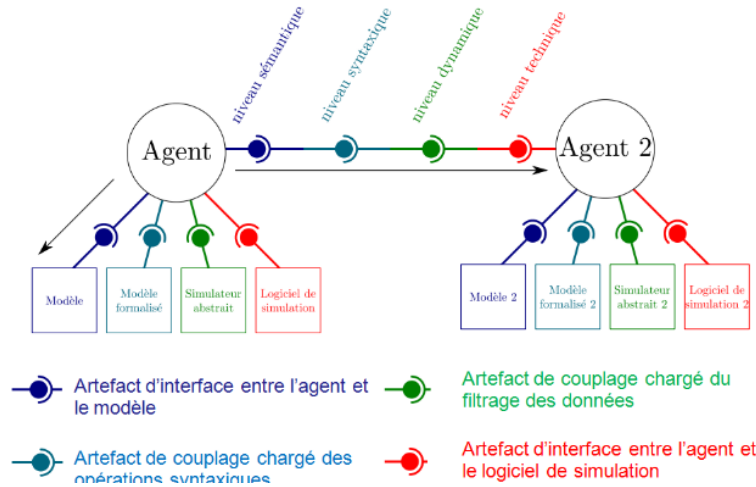 niveau sémantique
niveau syntaxique
niveau dynamique
niveau technique
Agent
Agent 2
Modèle
Modèle
formalisé
Simulateur
abstrait
Logiciel de
simulation
Modèle 2
Modèle
formalisé 2
Simulateur
abstrait 2
Logiciel de
simulation 2
Artefact d'interface entre l'agent et
le modèle
Artefact de couplage chargé du
filtrage des données
Artefact de couplage chargé des
opérations syntaxiques
Artefact d'interface entre l'agent et
le logiciel de simulation